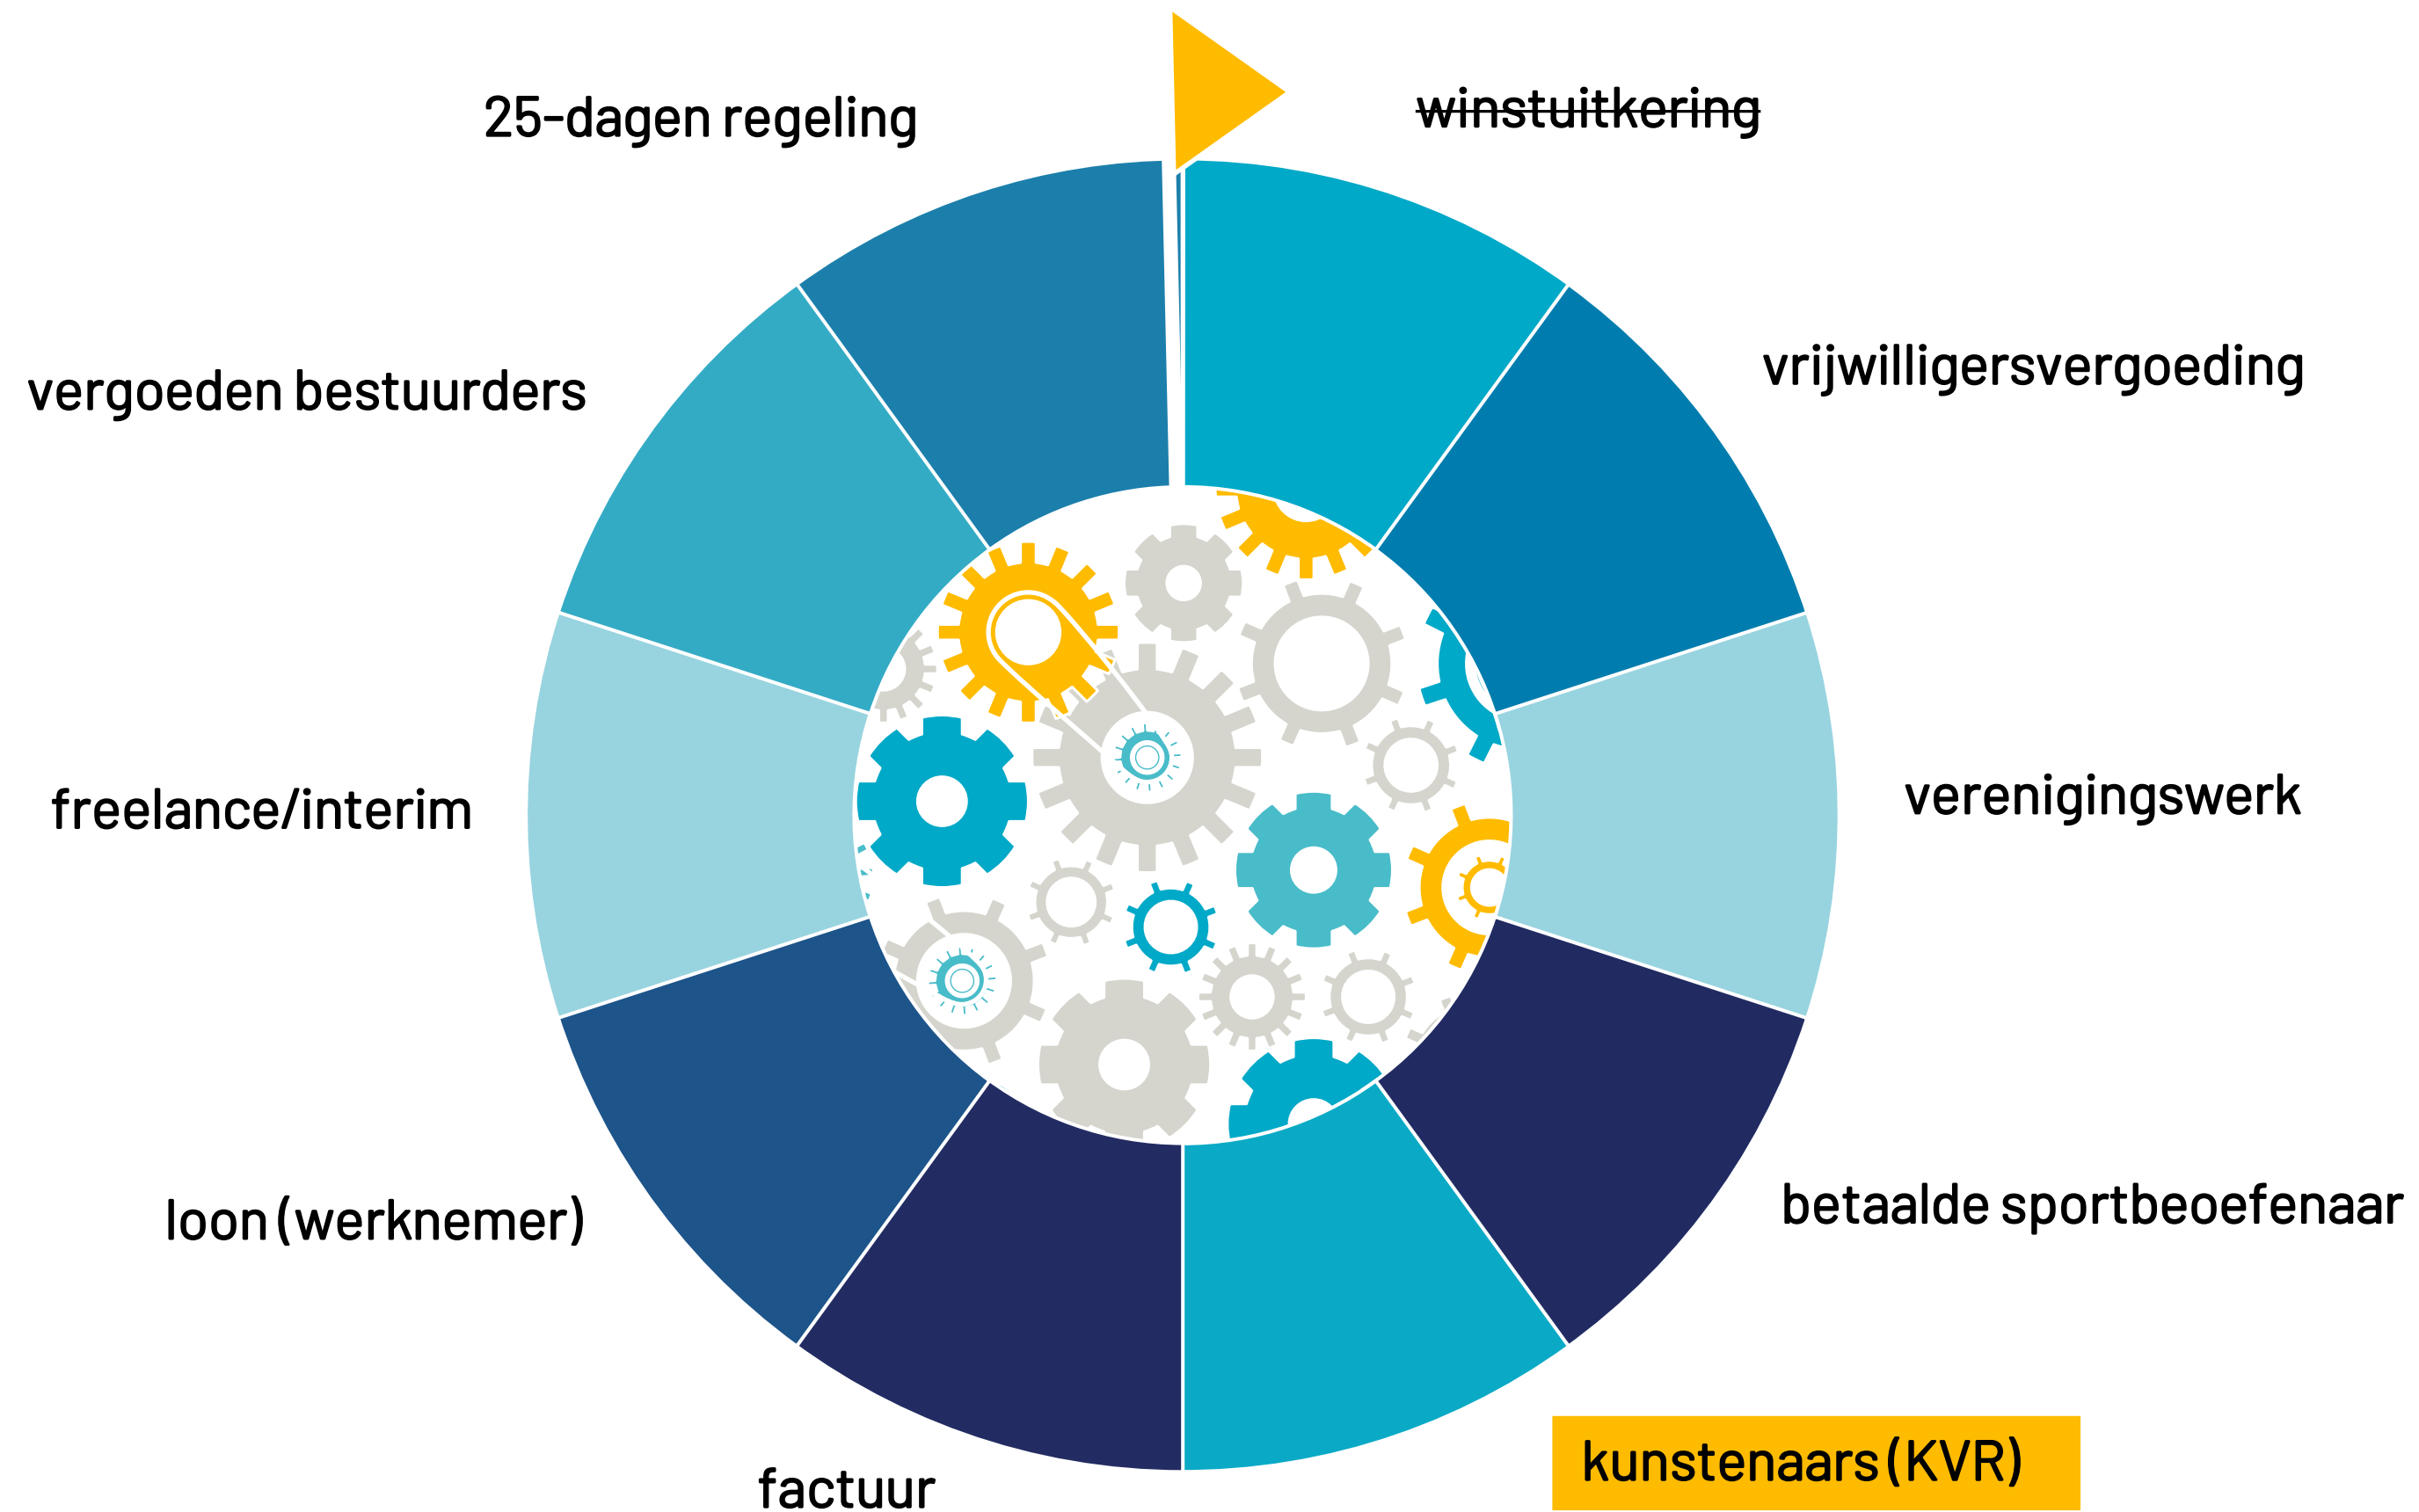 25-dagen regeling
winstuitkering
vergoeden bestuurders
vrijwilligersvergoeding
freelance/interim
verenigingswerk
loon(werknemer)
betaalde sportbeoefenaar
factuur
kunstenaars(KVR)